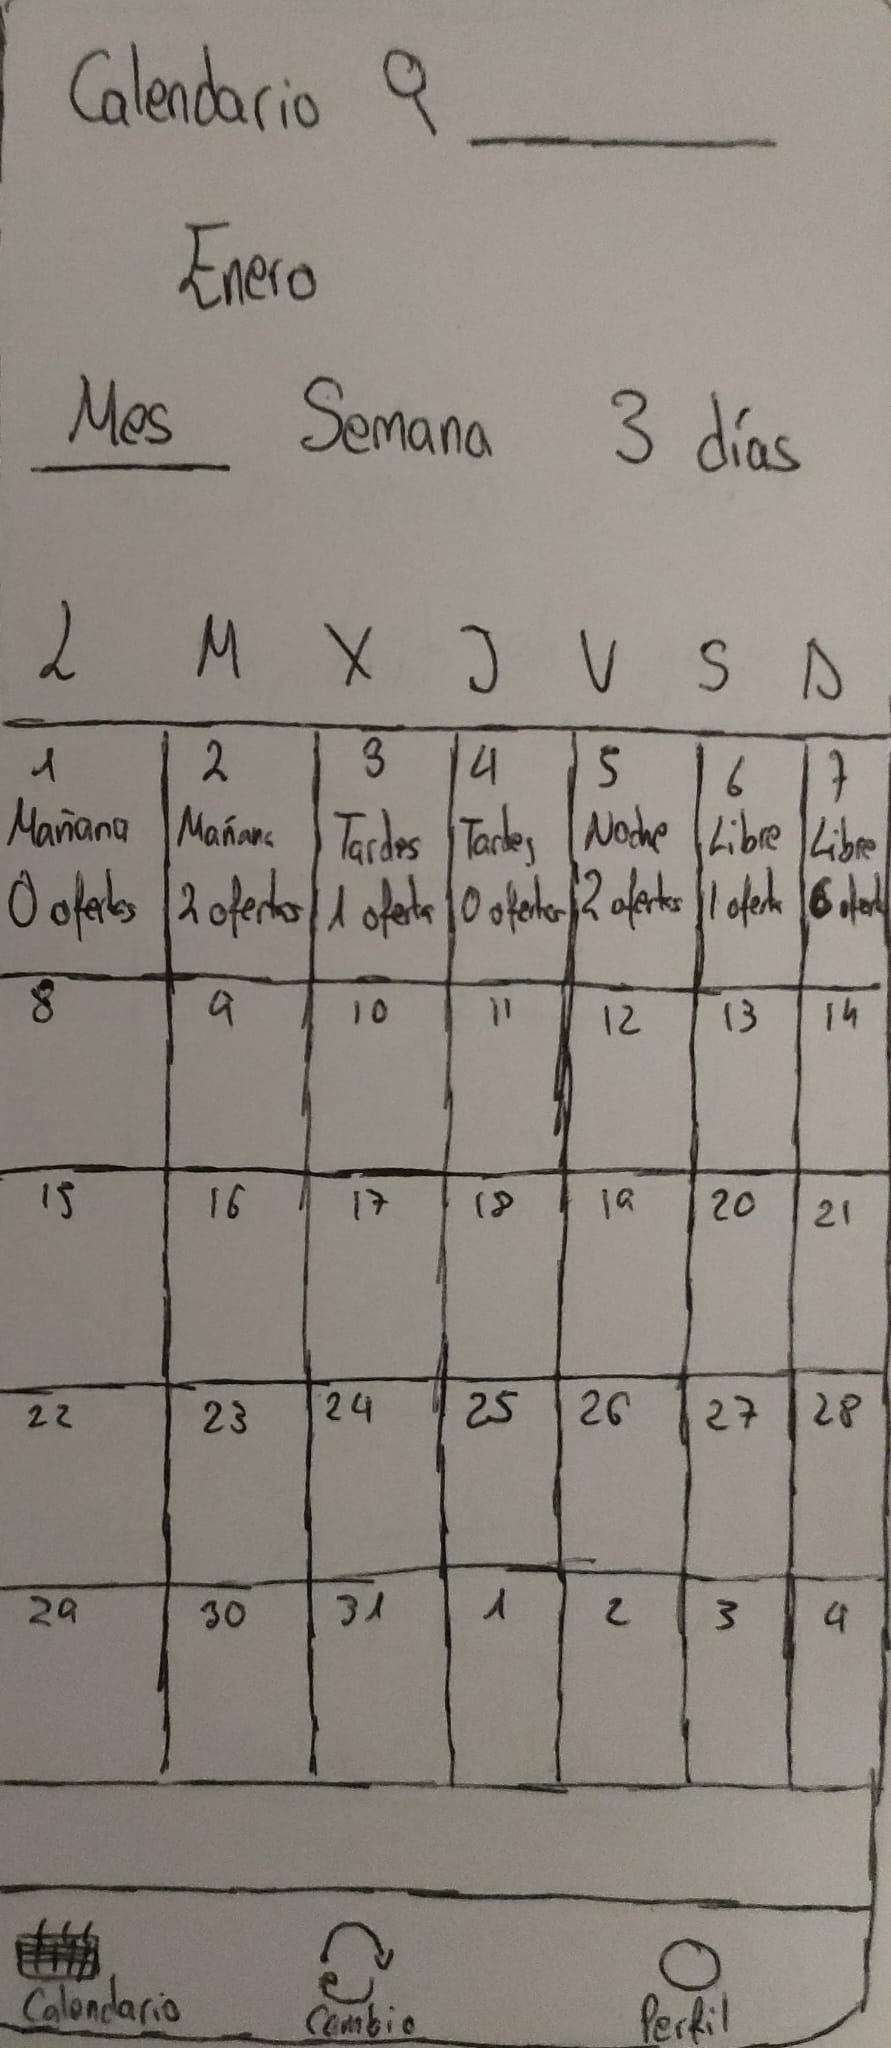 Calendario
Enero
Mes Semana 3 días
L M X J V S D
1 2 3 4 5 6 7
Mañana Mañana Tardes Tardes Noche Libre Libre
0 ofertas 2 ofertas 1 oferta 0 ofertas 2 ofertas 1 oferta 6 ofert
8 9 10 11 12 13 14
15 16 17 18 19 20 21
22 23 24 25 26 27 28
29 30 31 1 2 3 4
Calendario Cambio Perfil